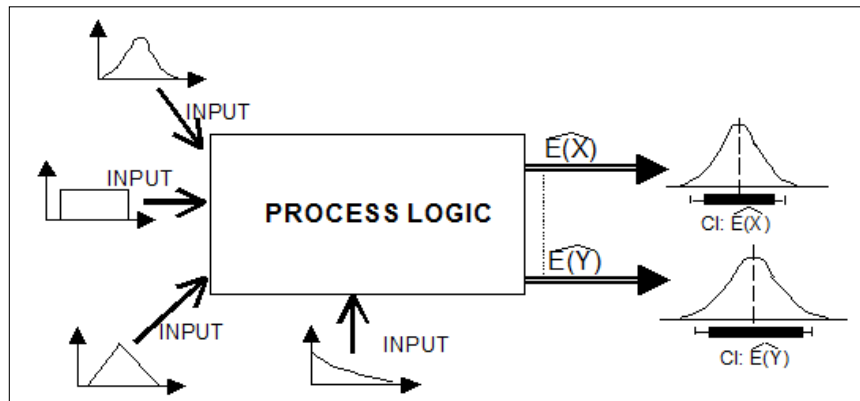 INPUT
INPUT
INPUT
INPUT
PROCESS LOGIC
E(X)
E(Y)
CI: E(X)
CI: E(Y)